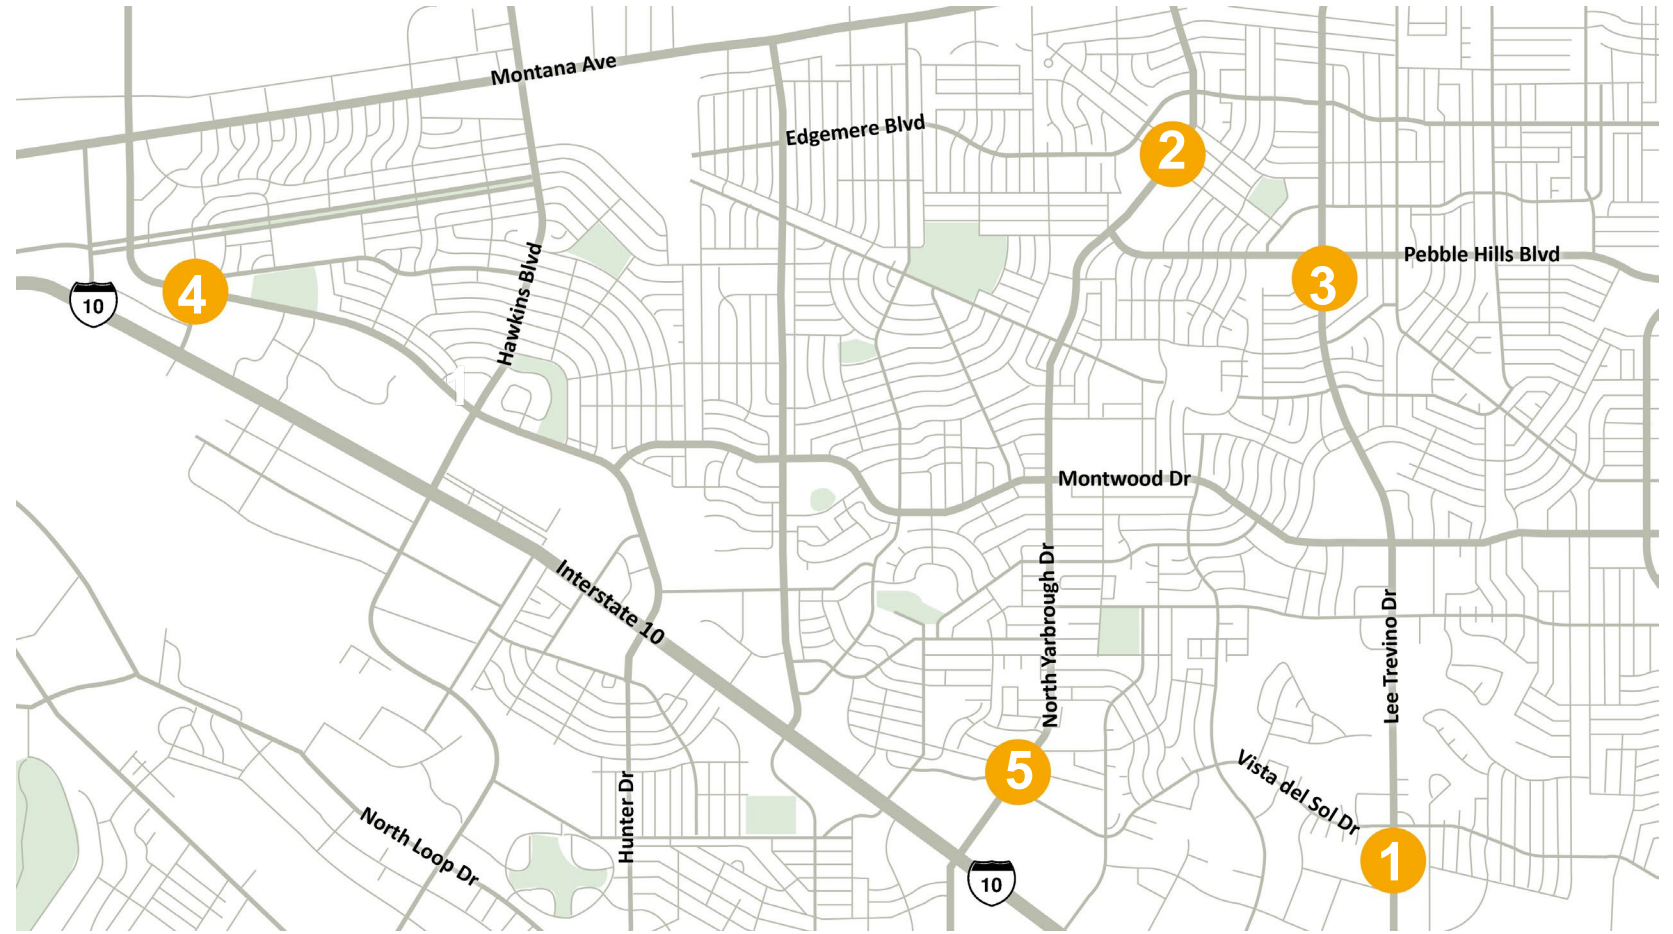 Montana Ave
Edgemere Blvd
2
Hawkins Blvd
Pebble Hills Blvd
4
3
10
1
Montwood Dr
Interstate 10
North Yarbrough Dr
Lee Trevino Dr
5
Vista del Sol Dr
Hunter Dr
North Loop Dr
1
10